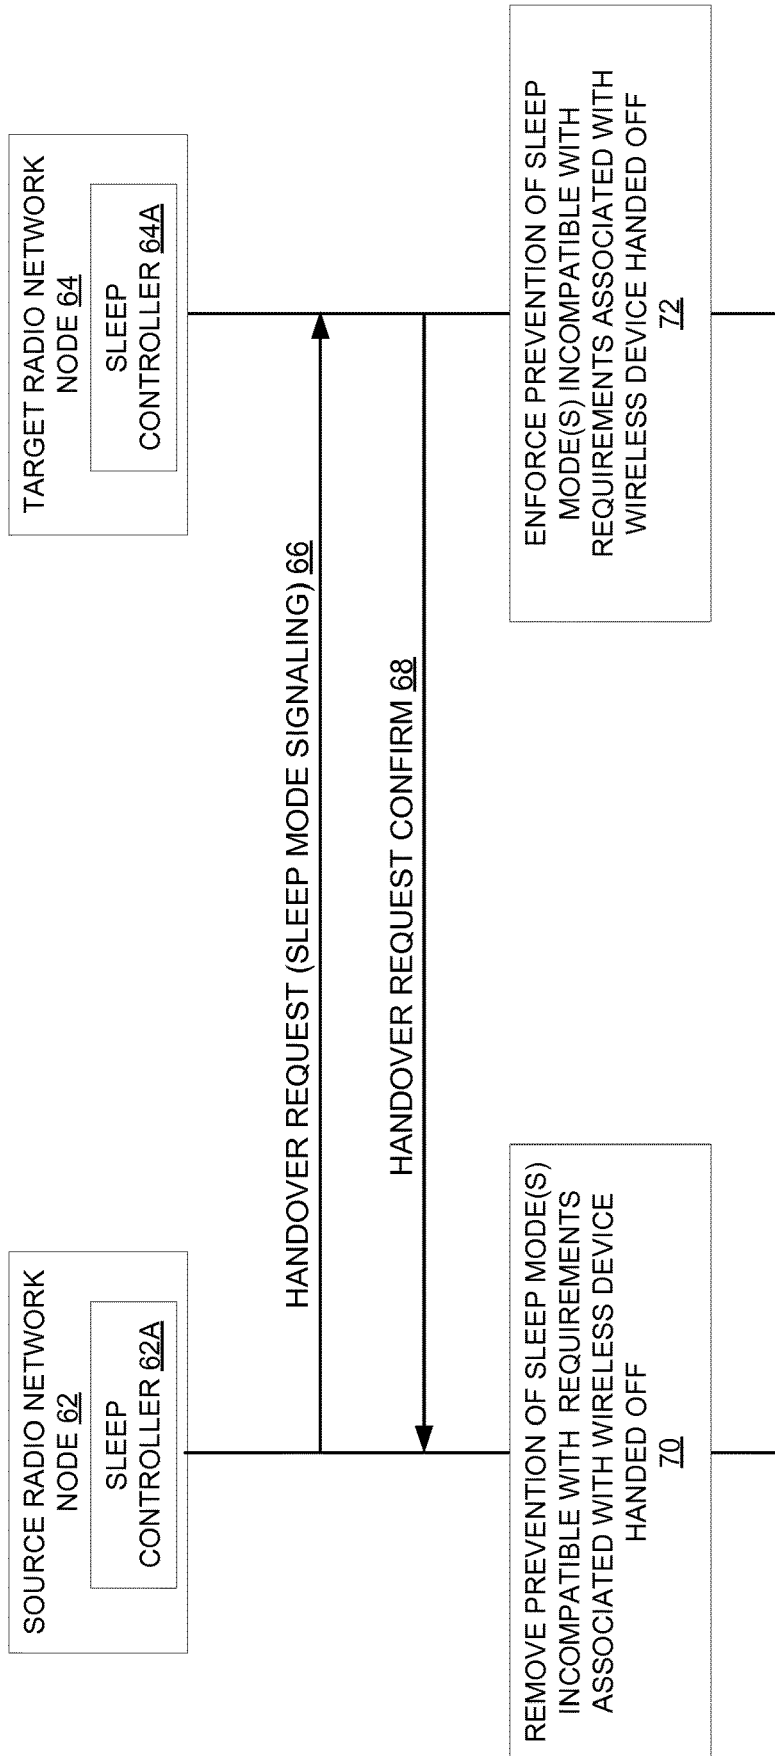 SOURCE RADIO NETWORK
NODE 62
SLEEP
CONTROLLER 62A
TARGET RADIO NETWORK
NODE 64
SLEEP
CONTROLLER 64A
HANDOVER REQUEST (SLEEP MODE SIGNALING) 66
HANDOVER REQUEST CONFIRM 68
REMOVE PREVENTION OF SLEEP MODE(S)
INCOMPATIBLE WITH REQUIREMENTS
ASSOCIATED WITH WIRELESS DEVICE
HANDED OFF
70
ENFORCE PREVENTION OF SLEEP
MODE(S) INCOMPATIBLE WITH
REQUIREMENTS ASSOCIATED WITH
WIRELESS DEVICE HANDED OFF
72